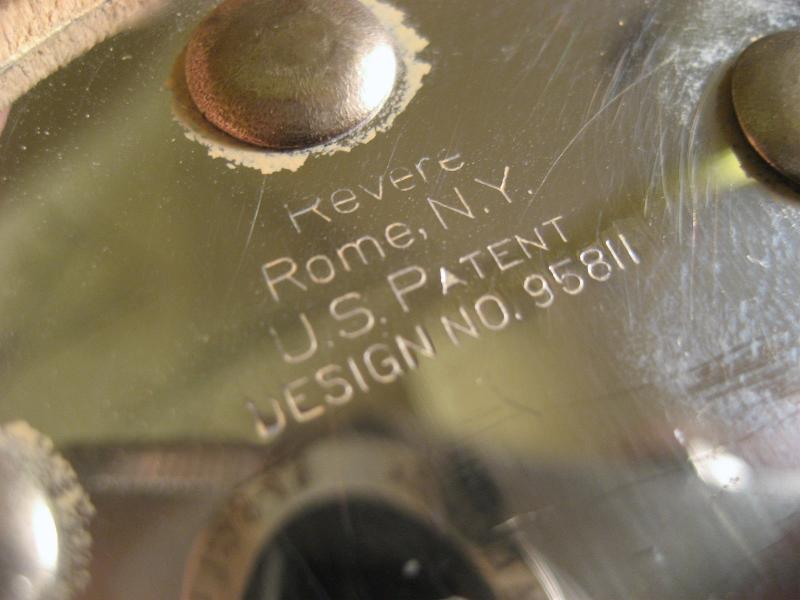 Revere
Rome, N.Y.
U.S. PATENT
DESIGN NO. 95811